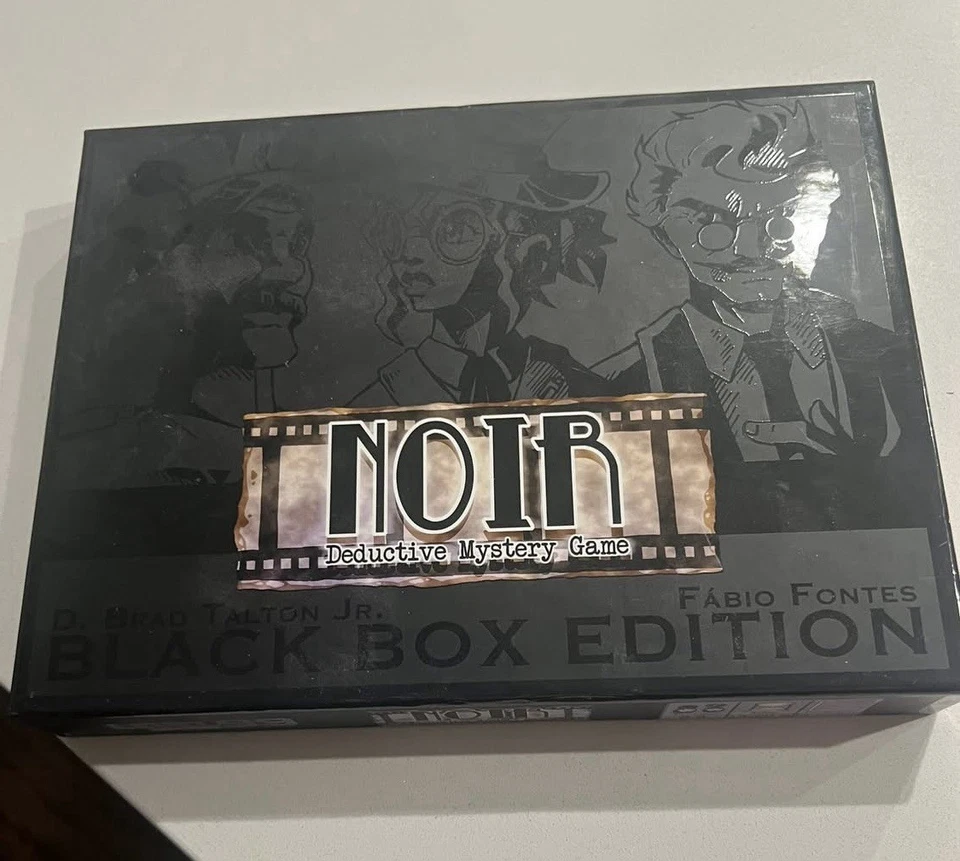 NOIR
Deductive Mystery Game
D. Brad Talton Jr.
Fábio Fontes
BLACK BOX EDITION